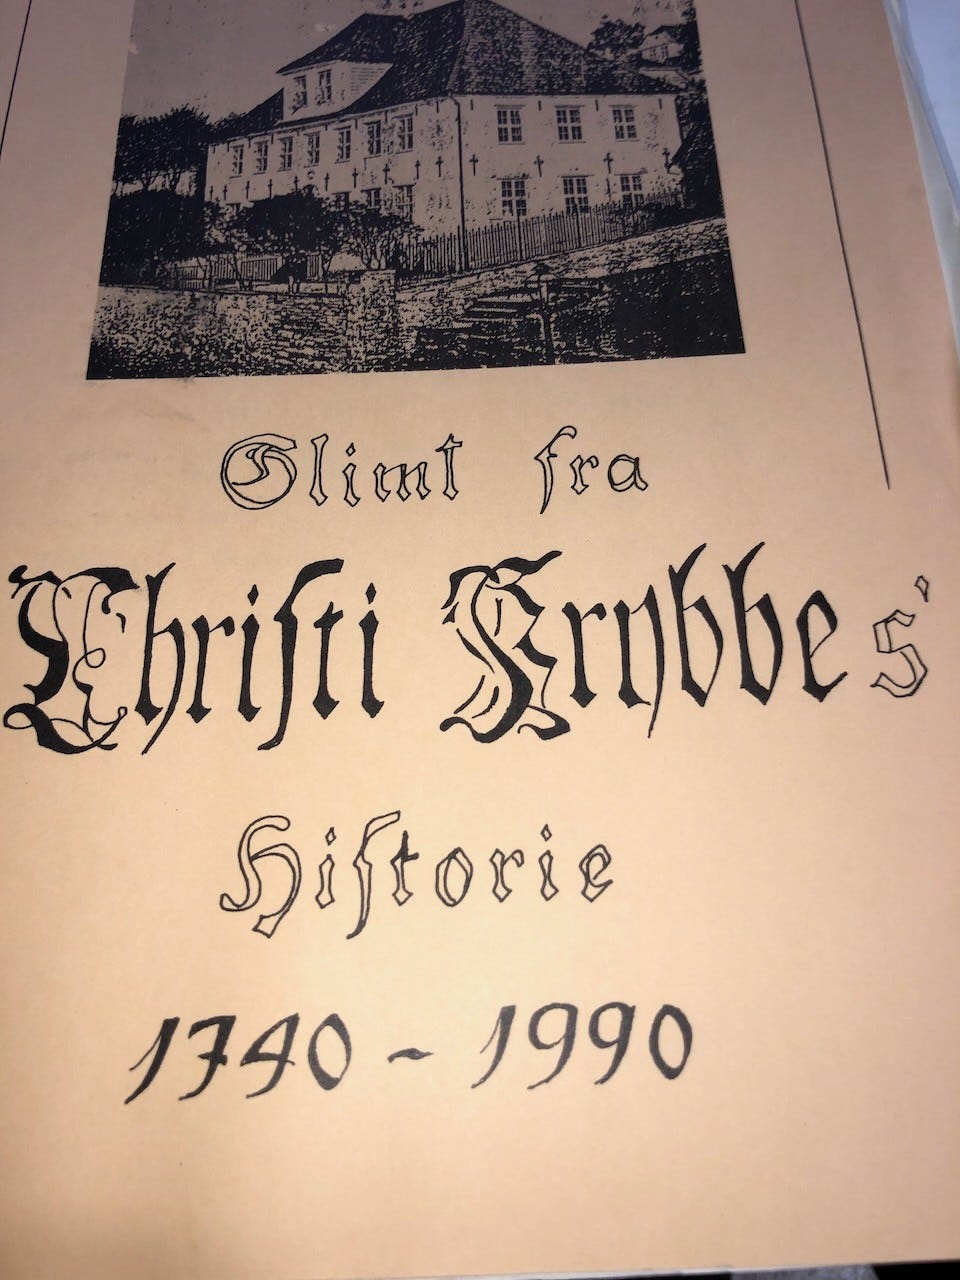 Glimt fra
Christi Krybbes'
Historie
1740 - 1990